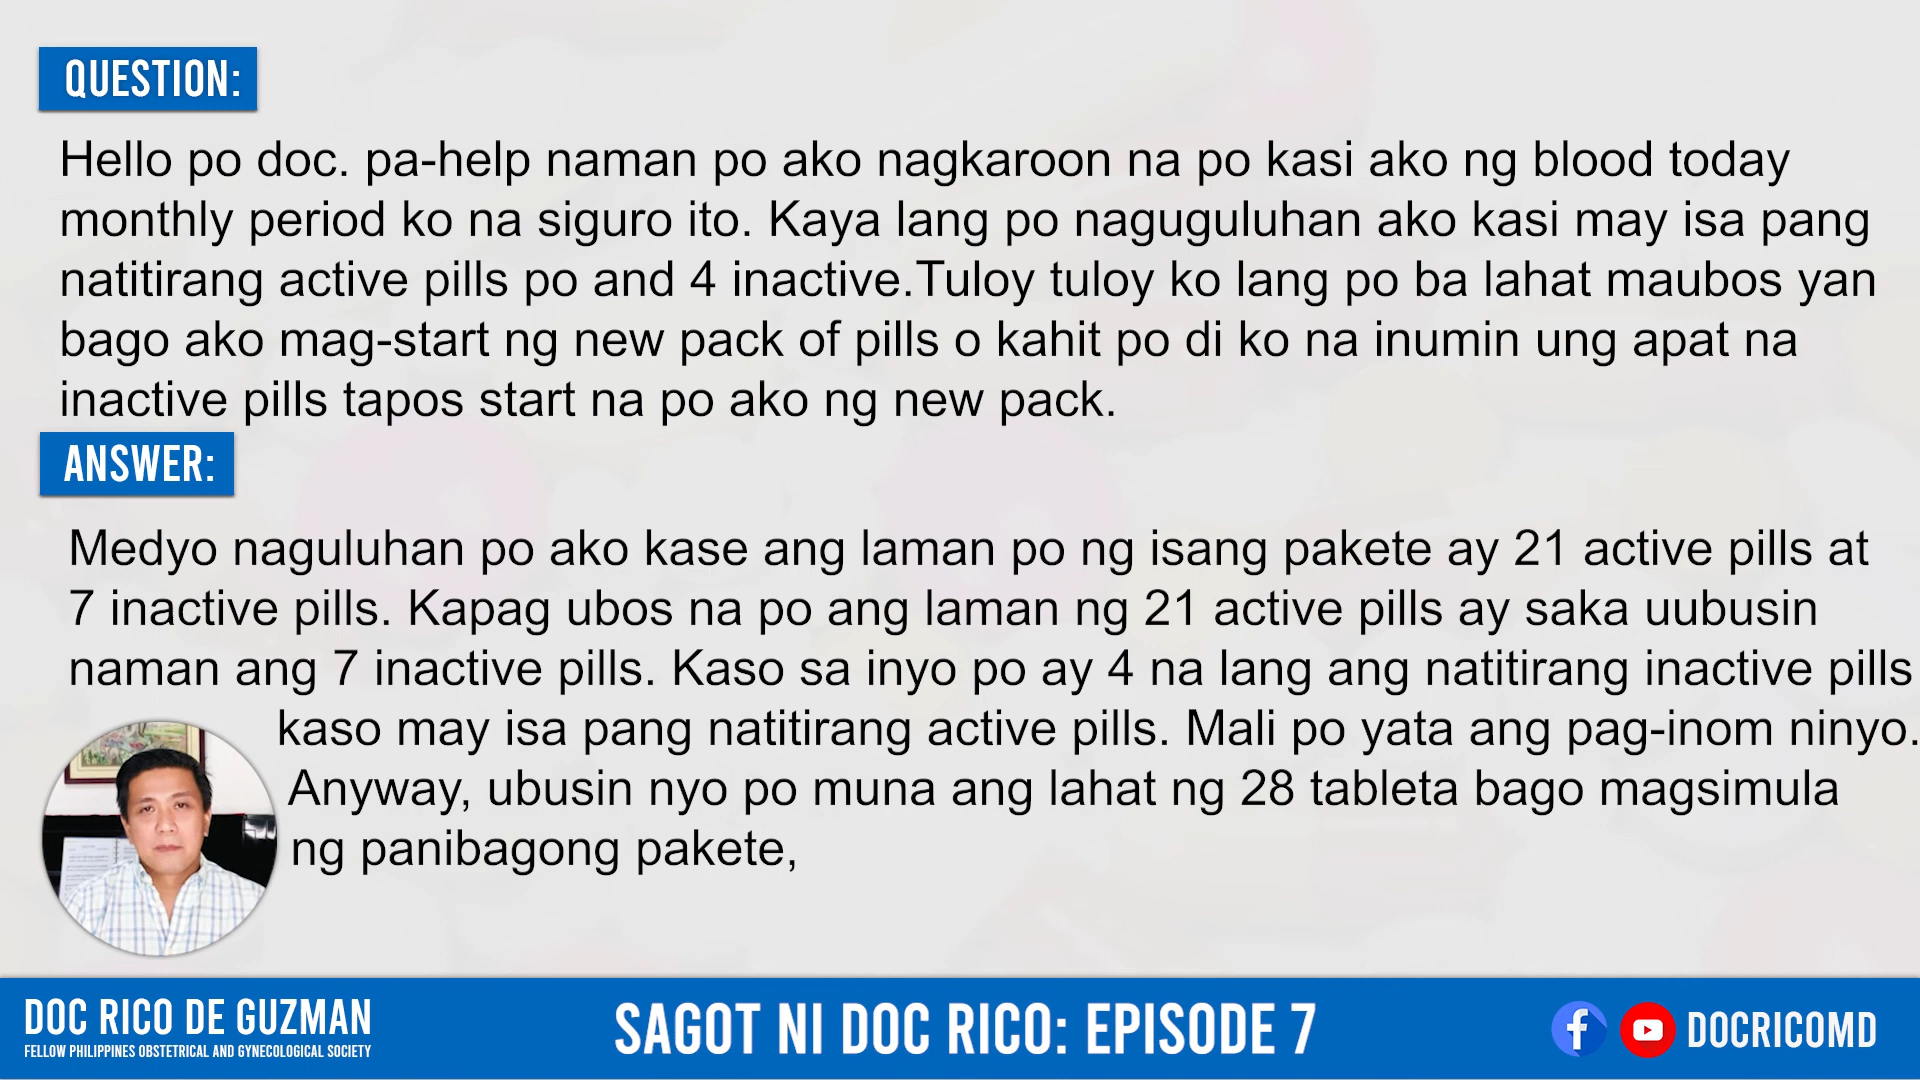 QUESTION:
Hello po doc. pa-help naman po ako nagkaroon na po kasi ako ng blood today
monthly period ko na siguro ito. Kaya lang po naguguluhan ako kasi may isa pang
natitirang active pills po and 4 inactive.Tuloy tuloy ko lang po ba lahat maubos yan
bago ako mag-start ng new pack of pills o kahit po di ko na inumin ung apat na
inactive pills tapos start na po ako ng new pack.
ANSWER:
Medyo naguluhan po ako kase ang laman po ng isang pakete ay 21 active pills at
7 inactive pills. Kapag ubos na po ang laman ng 21 active pills ay saka uubusin
naman ang 7 inactive pills. Kaso sa inyo po ay 4 na lang ang natitirang inactive pills
kaso may isa pang natitirang active pills. Mali po yata ang pag-inom ninyo.
Anyway, ubusin nyo po muna ang lahat ng 28 tableta bago magsimula
ng panibagong pakete,
DOC RICO DE GUZMAN
FELLOW PHILIPPINES OBSTETRICAL AND GYNECOLOGICAL SOCIETY
SAGOT NI DOC RICO: EPISODE 7
DOCRICOMD